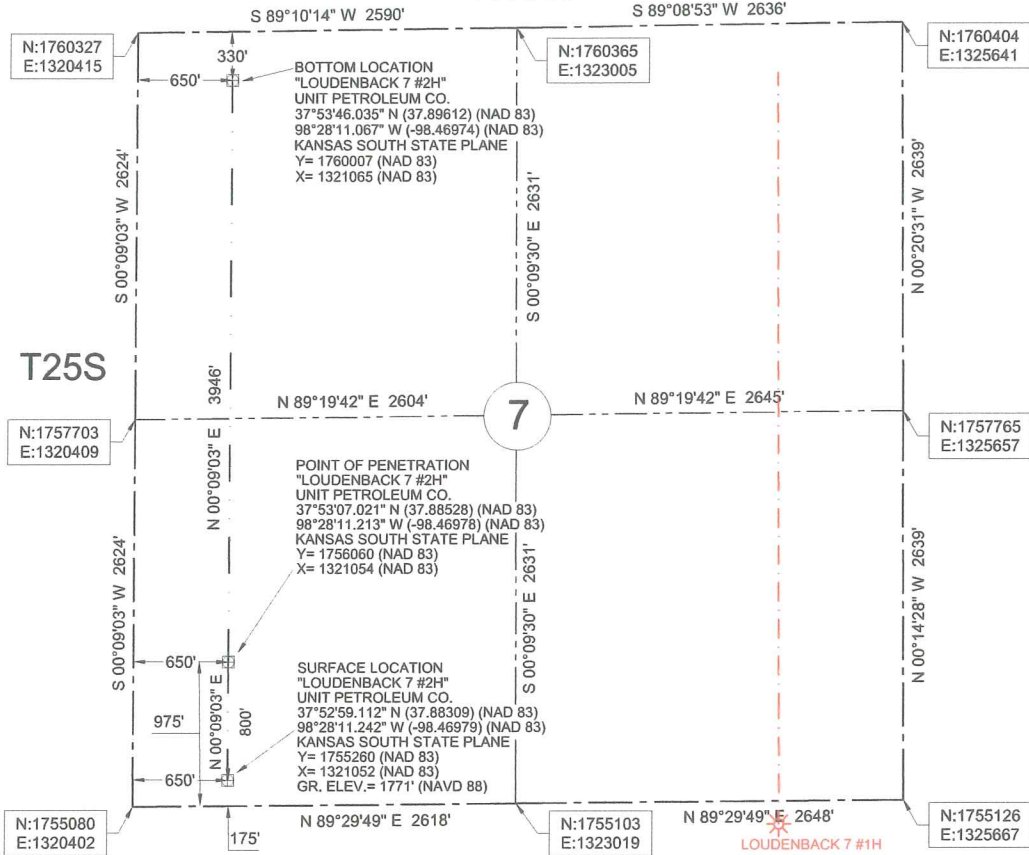 S 89°10'14" W 2590'
S 89°08'53" W 2636'
N:1760327
E:1320415
N:1760365
E:1323005
N:1760404
E:1325641
330'
650'
BOTTOM LOCATION
"LOUDENBACK 7 #2H"
UNIT PETROLEUM CO.
37°53'46.035" N (37.89612) (NAD 83)
98°28'11.067" W (-98.46974) (NAD 83)
KANSAS SOUTH STATE PLANE
Y= 1760007 (NAD 83)
X= 1321065 (NAD 83)
S 00°09'03" W 2624'
S 00°09'30" E 2631'
N 00°20'31" W 2639'
T25S
N 00°09'03" E 3946'
N 89°19'42" E 2604'
7
N 89°19'42" E 2645'
N:1757703
E:1320409
N:1757765
E:1325657
POINT OF PENETRATION
"LOUDENBACK 7 #2H"
UNIT PETROLEUM CO.
37°53'07.021" N (37.88528) (NAD 83)
98°28'11.213" W (-98.46978) (NAD 83)
KANSAS SOUTH STATE PLANE
Y= 1756060 (NAD 83)
X= 1321054 (NAD 83)
S 00°09'03" W 2624'
S 00°09'30" E 2631'
N 00°14'28" W 2639'
650'
975'
N 00°09'03" E
800'
SURFACE LOCATION
"LOUDENBACK 7 #2H"
UNIT PETROLEUM CO.
37°52'59.112" N (37.88309) (NAD 83)
98°28'11.242" W (-98.46979) (NAD 83)
KANSAS SOUTH STATE PLANE
Y= 1755260 (NAD 83)
X= 1321052 (NAD 83)
GR. ELEV.= 1771' (NAVD 88)
650'
N:1755080
E:1320402
175'
N 89°29'49" E 2618'
N:1755103
E:1323019
N 89°29'49" E 2648'
LOUDENBACK 7 #1H
N:1755126
E:1325667